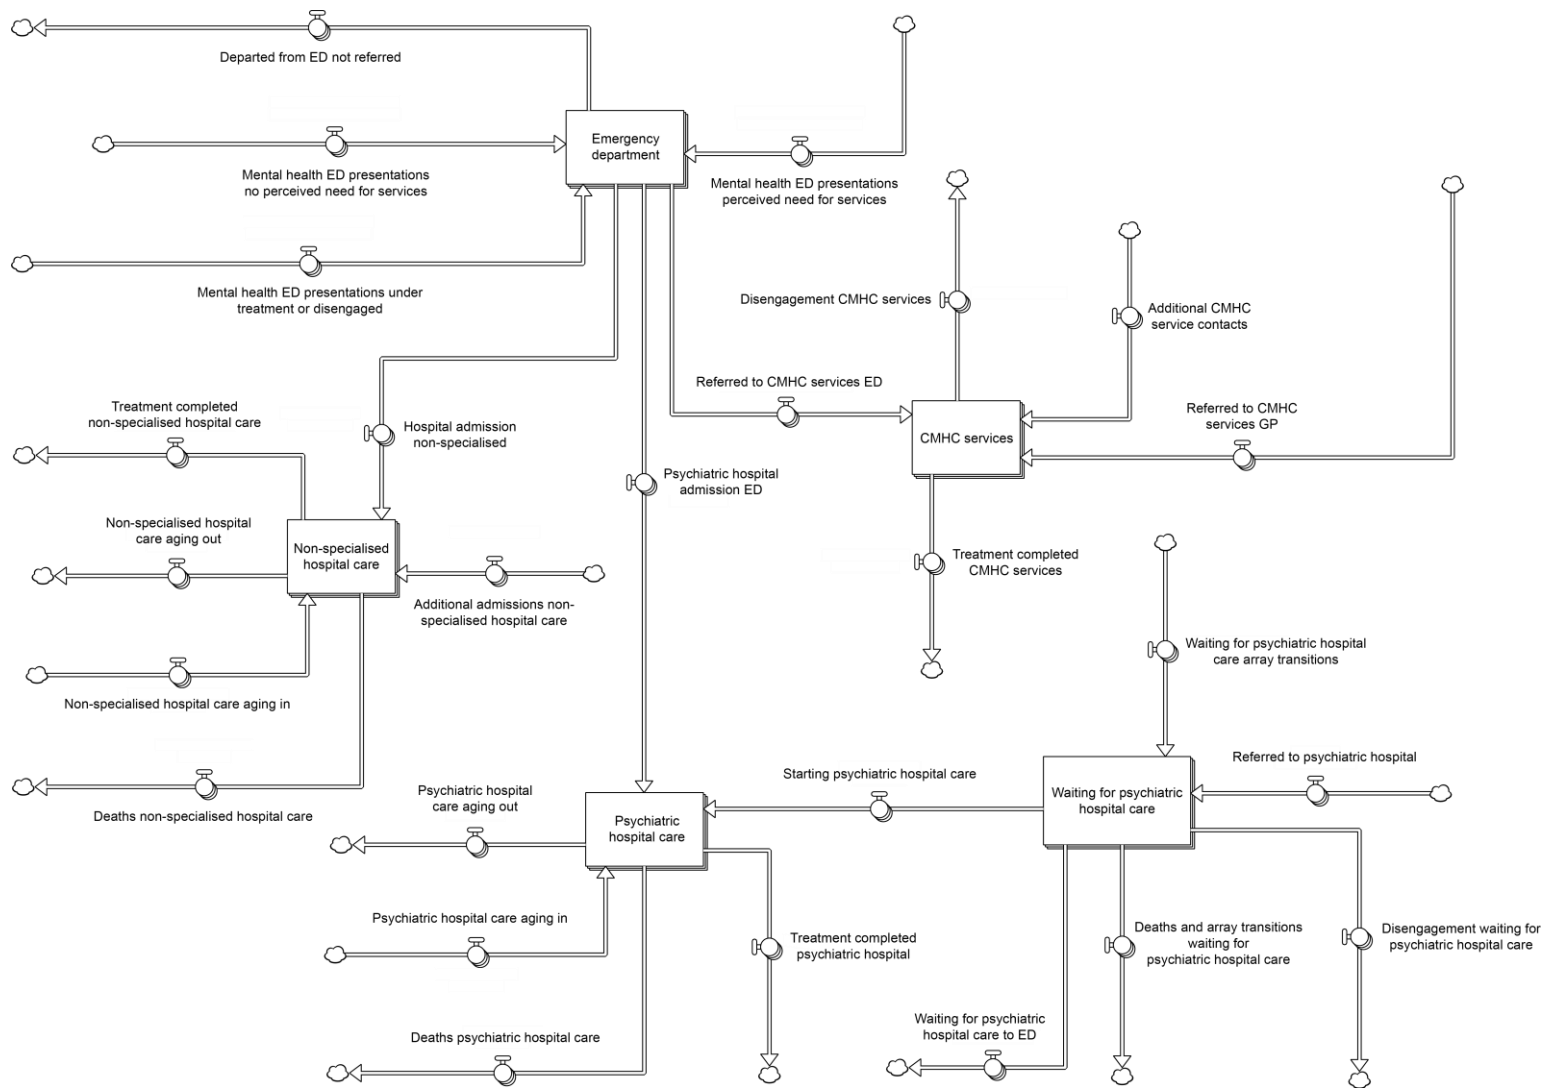 Departed from ED not referred
Emergency
department
Mental health ED presentations
no perceived need for services
Mental health ED presentations
perceived need for services
Mental health ED presentations under
treatment or disengaged
Disengagement CMHC services
Additional CMHC
service contacts
Referred to CMHC services ED
Treatment completed
non-specialised hospital care
Hospital admission
non-specialised
Referred to CMHC
services GP
CMHC services
Psychiatric hospital
admission ED
Non-specialised hospital
care aging out
Non-specialised
hospital care
Treatment completed
CMHC services
Additional admissions non-
specialised hospital care
Waiting for psychiatric hospital
care array transitions
Non-specialised hospital care aging in
Referred to psychiatric hospital
Starting psychiatric hospital care
Psychiatric hospital
care aging out
Waiting for psychiatric
hospital care
Deaths non-specialised hospital care
Psychiatric
hospital care
Psychiatric hospital care aging in
Treatment completed
psychiatric hospital
Deaths and array transitions
waiting for
psychiatric hospital care
Disengagement waiting for
psychiatric hospital care
Waiting for psychiatric
hospital care to ED
Deaths psychiatric hospital care